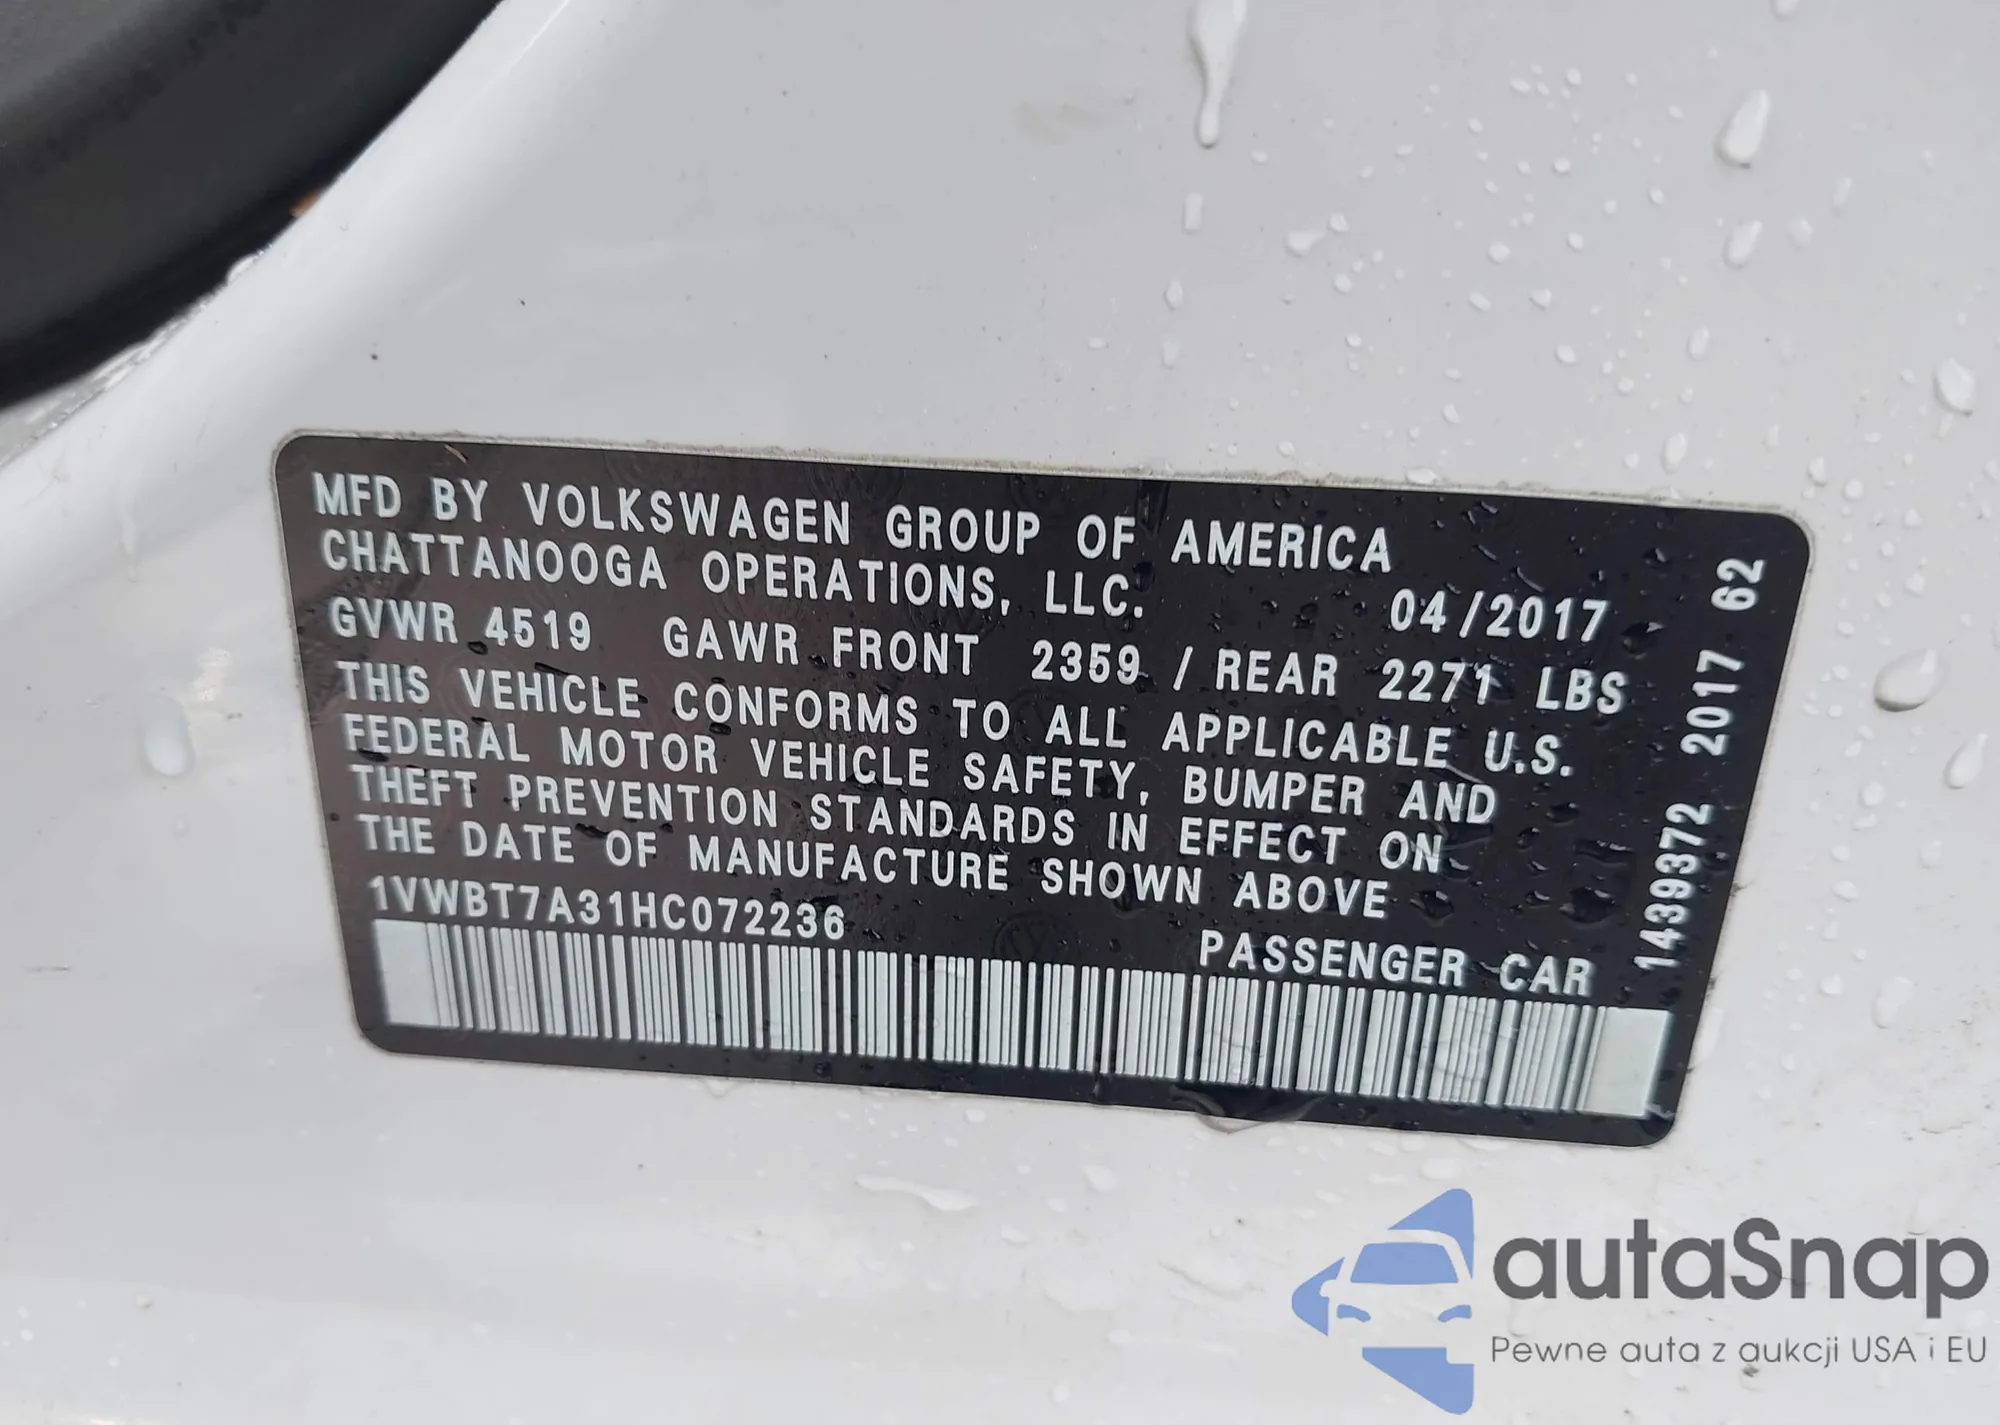 MFD BY VOLKSWAGEN GROUP OF AMERICA
CHATTANOOGA OPERATIONS, LLC.
04/2017
GVWR 4519 GAWR FRONT 2359 / REAR 2271 LBS
THIS VEHICLE CONFORMS TO ALL APPLICABLE U.S.
FEDERAL MOTOR VEHICLE SAFETY, BUMPER AND
THEFT PREVENTION STANDARDS IN EFFECT ON
THE DATE OF MANUFACTURE SHOWN ABOVE
1VWBT7A31HC072236
PASSENGER CAR
1439372 2017 62
autaSnap
Pewne auta z aukcji USA i EU